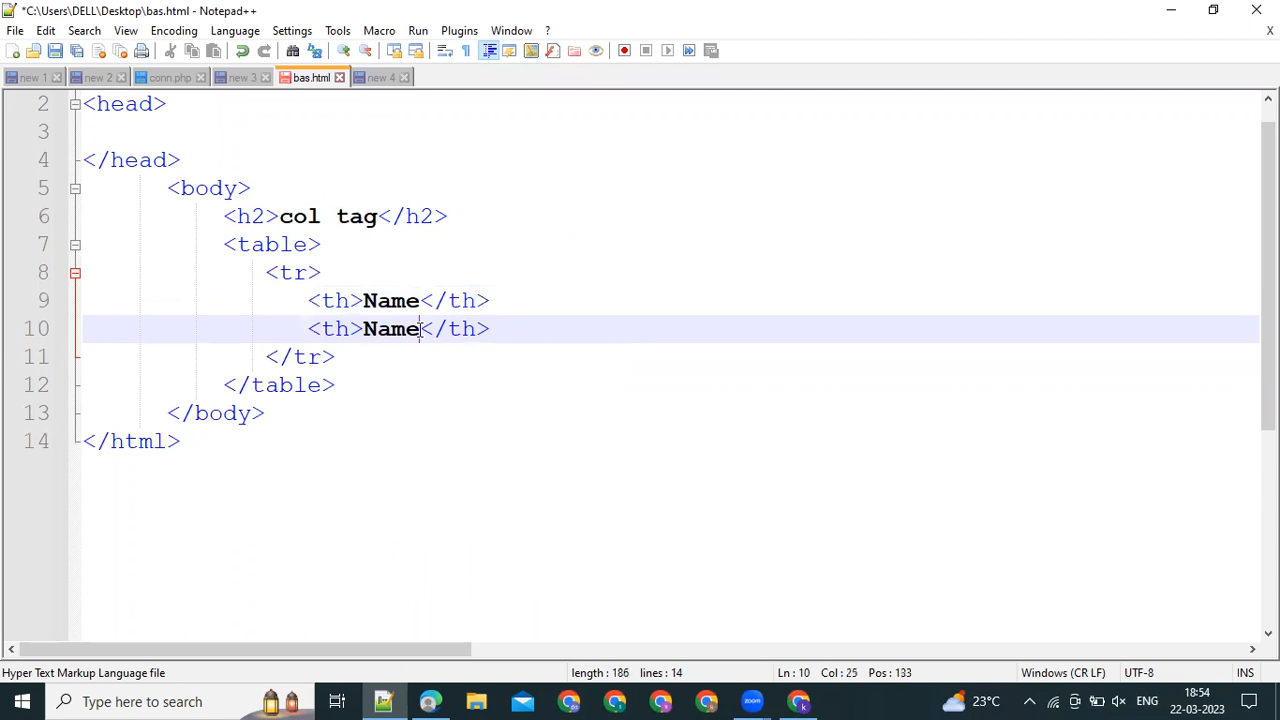 *C:\Users\DELL\Desktop\bas.html - Notepad++
File Edit Search View Encoding Language Settings Tools Macro Run Plugins Window ? X
new 1 new 2 conn.php new 3 bas.html new 4
2 <head>
3
4 </head>
5 <body>
6 <h2>col tag</h2>
7 <table>
8 <tr>
9 <th>Name</th>
10 <th>Name</th>
11 </tr>
12 </table>
13 </body>
14 </html>
Hyper Text Markup Language file length : 186 lines : 14 Ln : 10 Col : 25 Pos : 133 Windows (CR LF) UTF-8 INS
Type here to search zoom k 23°C ENG 18:54
22-03-2023